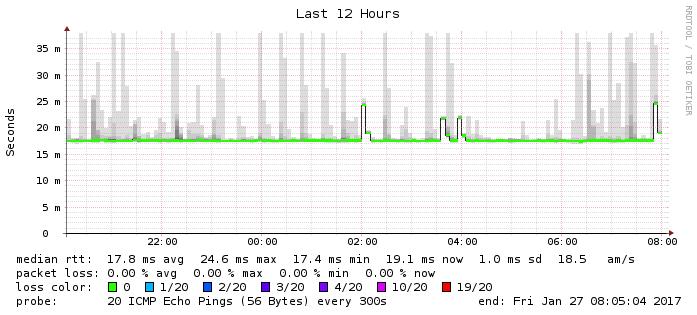 Last 12 Hours
RRDTOOL / TOBI OETIKER
Seconds
35 m
30 m
25 m
20 m
15 m
10 m
5 m
0
22:00 00:00 02:00 04:00 06:00 08:00
median rtt: 17.8 ms avg 24.6 ms max 17.4 ms min 19.1 ms now 1.0 ms sd 18.5 am/s
packet loss: 0.00 % avg 0.00 % max 0.00 % min 0.00 % now
loss color: 0 1/20 2/20 3/20 4/20 10/20 19/20
probe: 20 ICMP Echo Pings (56 Bytes) every 300s end: Fri Jan 27 08:05:04 2017